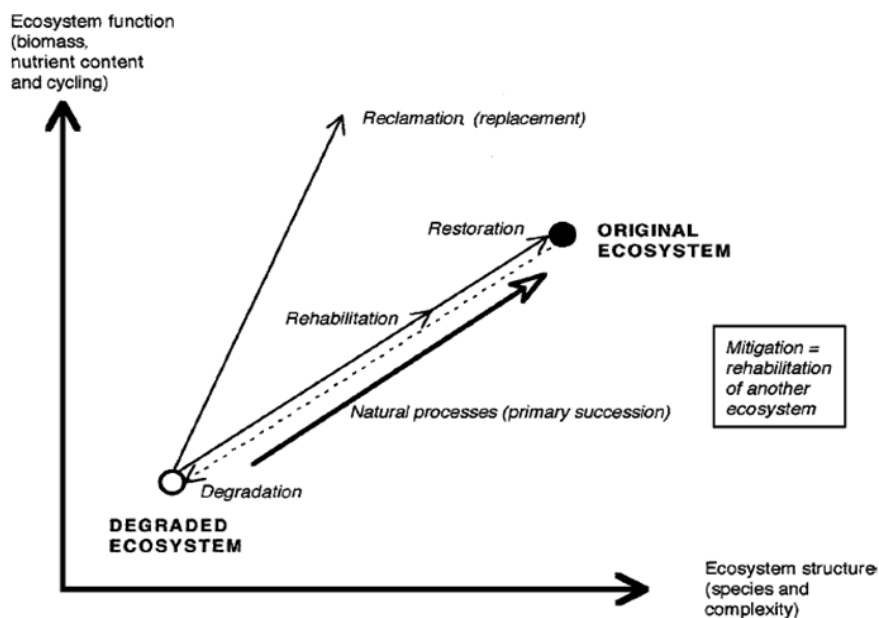 Ecosystem function
(biomass,
nutrient content
and cycling)
Reclamation, (replacement)
Restoration
ORIGINAL
ECOSYSTEM
Rehabilitation
Mitigation =
rehabilitation
of another
ecosystem
Natural processes (primary succession)
Degradation
DEGRADED
ECOSYSTEM
Ecosystem structure
(species and
complexity)